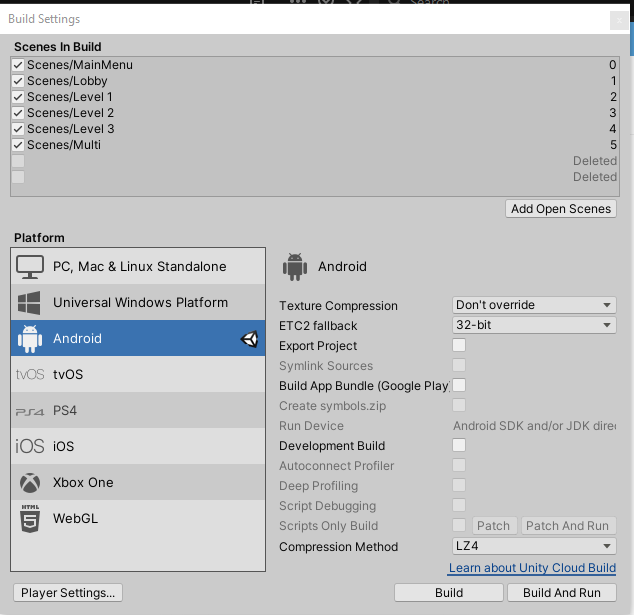 Search
Build Settings
Scenes In Build
Scenes/MainMenu 0
Scenes/Lobby 1
Scenes/Level 1 2
Scenes/Level 2 3
Scenes/Level 3 4
Scenes/Multi 5
Deleted
Deleted
Add Open Scenes
Platform
PC, Mac & Linux Standalone
Universal Windows Platform
Android
tvOS tvOS
PS4 PS4
iOS iOS
Xbox One
HTML 5 WebGL
Android
Texture Compression Don't override
ETC2 fallback 32-bit
Export Project
Symlink Sources
Build App Bundle (Google Play
Create symbols.zip
Run Device Android SDK and/or JDK dire
Development Build
Autoconnect Profiler
Deep Profiling
Script Debugging
Scripts Only Build Patch Patch And Run
Compression Method LZ4
Learn about Unity Cloud Build
Player Settings... Build Build And Run